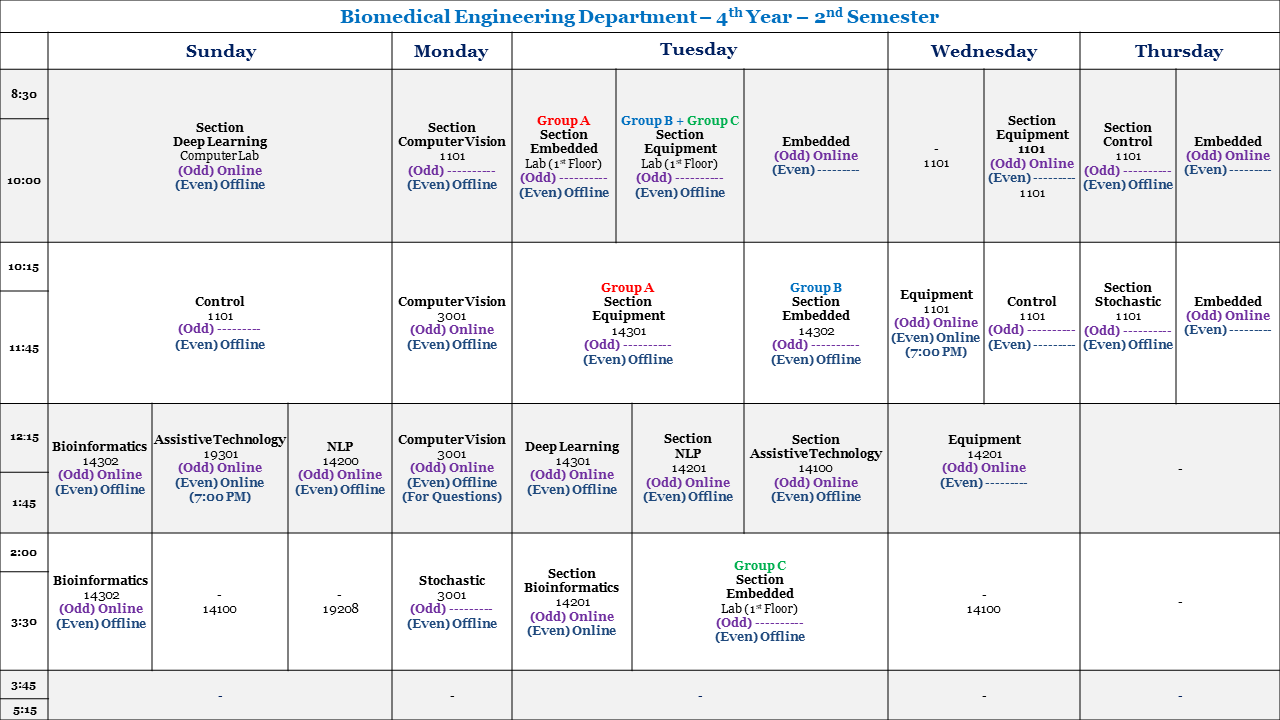 Biomedical Engineering Department – 4th Year – 2nd Semester
Sunday
Monday
Tuesday
Wednesday
Thursday
8:30
10:00
Section
Deep Learning
Computer Lab
(Odd) Online
(Even) Offline
Section
Computer Vision
1101
(Odd) ----------
(Even) Offline
Group A
Section
Embedded
Lab (1st Floor)
(Odd) ----------
(Even) Offline
Group B + Group C
Section
Equipment
Lab (1st Floor)
(Odd) ----------
(Even) Offline
Embedded
(Odd) Online
(Even) ---------
-
1101
Section
Equipment
1101
(Odd) Online
(Even) ---------
1101
Section
Control
1101
(Odd) ----------
(Even) Offline
Embedded
(Odd) Online
(Even) ---------
10:15
11:45
Control
1101
(Odd) ---------
(Even) Offline
Computer Vision
3001
(Odd) Online
(Even) Offline
Group A
Section
Equipment
14301
(Odd) ----------
(Even) Offline
Group B
Section
Embedded
14302
(Odd) ----------
(Even) Offline
Equipment
1101
(Odd) Online
(Even) Online
(7:00 PM)
Control
1101
(Odd) ----------
(Even) ---------
Section
Stochastic
1101
(Odd) ----------
(Even) Offline
Embedded
(Odd) Online
(Even) ---------
12:15
1:45
Bioinformatics
14302
(Odd) Online
(Even) Offline
Assistive Technology
19301
(Odd) Online
(Even) Online
(7:00 PM)
NLP
14200
(Odd) Online
(Even) Offline
Computer Vision
3001
(Odd) Online
(Even) Offline
(For Questions)
Deep Learning
14301
(Odd) Online
(Even) Offline
Section
NLP
14201
(Odd) Online
(Even) Offline
Section
Assistive Technology
14100
(Odd) Online
(Even) Offline
Equipment
14201
(Odd) Online
(Even) ---------
-
2:00
3:30
Bioinformatics
14302
(Odd) Online
(Even) Offline
-
14100
-
19208
Stochastic
3001
(Odd) ---------
(Even) Offline
Section
Bioinformatics
14201
(Odd) Online
(Even) Online
Group C
Section
Embedded
Lab (1st Floor)
(Odd) ----------
(Even) Offline
-
14100
-
3:45
5:15
-
-
-
-
-